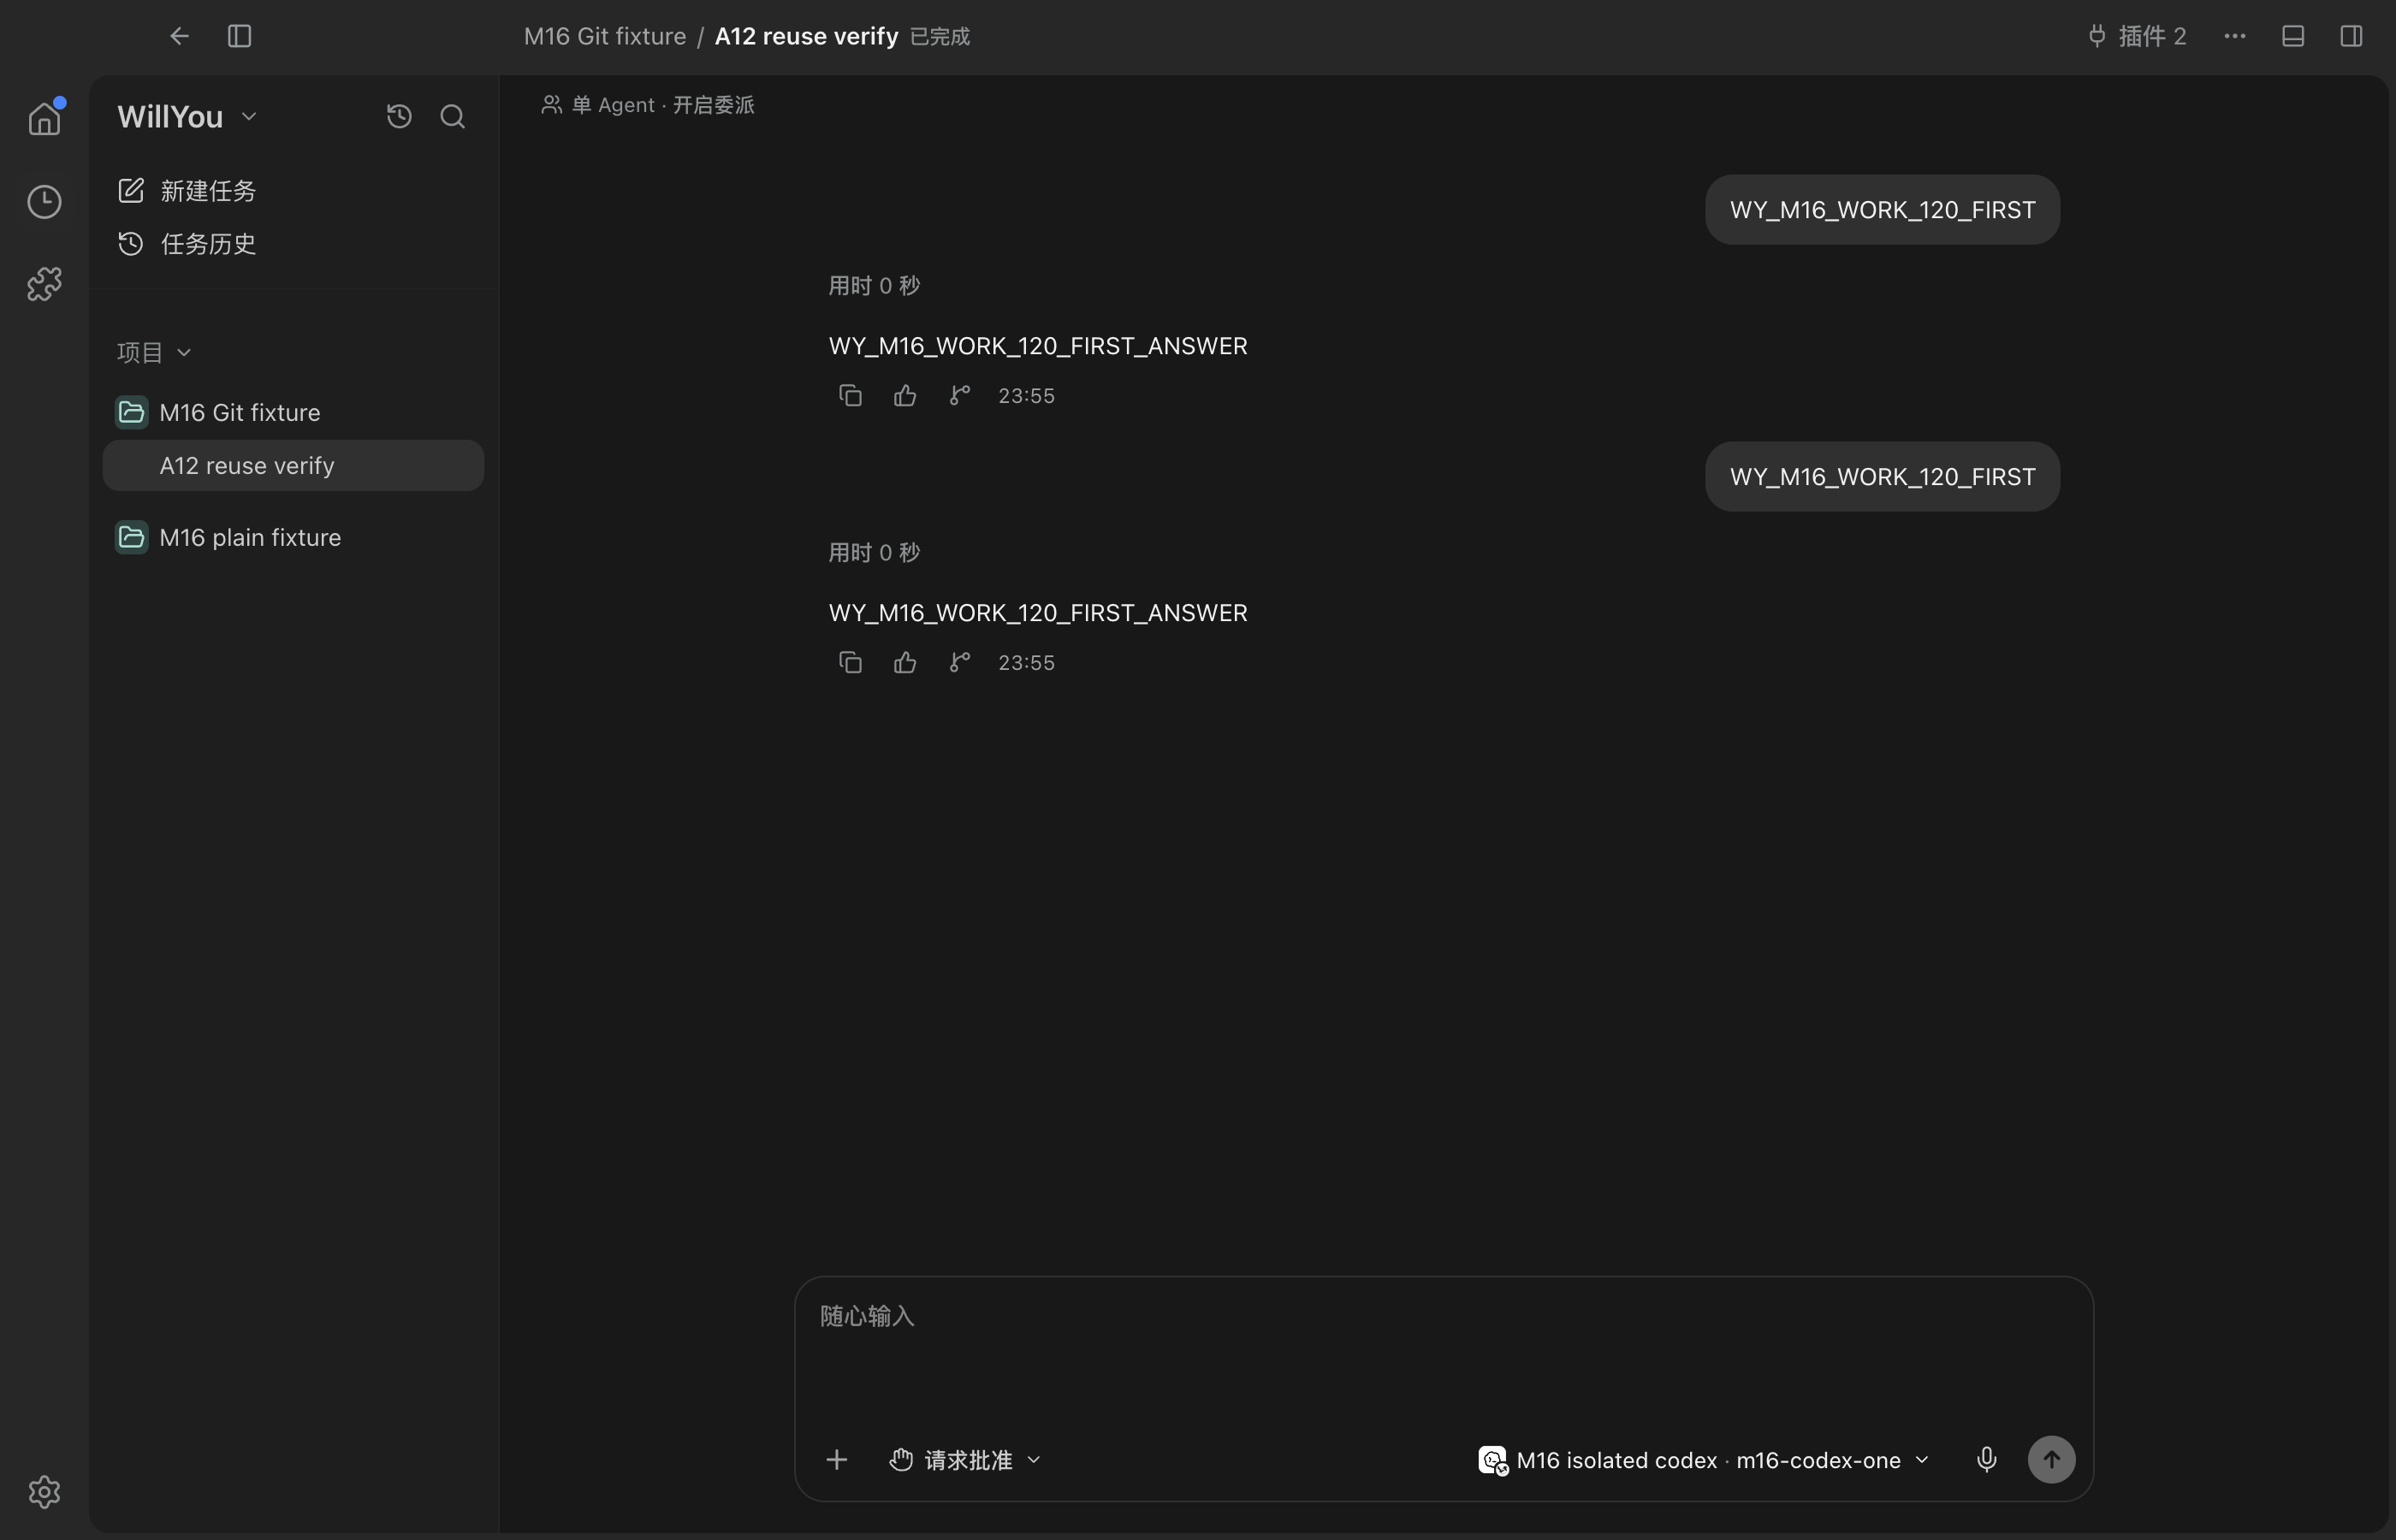 M16 Git fixture / A12 reuse verify 已完成
插件 2
WillYou
新建任务
任务历史
项目
M16 Git fixture
A12 reuse verify
M16 plain fixture
单 Agent · 开启委派
WY_M16_WORK_120_FIRST
用时 0 秒
WY_M16_WORK_120_FIRST_ANSWER
23:55
WY_M16_WORK_120_FIRST
用时 0 秒
WY_M16_WORK_120_FIRST_ANSWER
23:55
随心输入
请求批准
M16 isolated codex · m16-codex-one